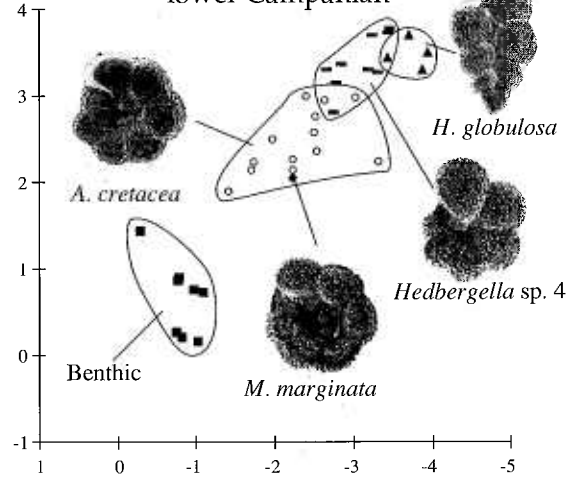 lower Campanian
4
3
2
1
0
-1
H. globulosa
A. cretacea
Hedbergella sp. 4
Benthic
M. marginata
1 0 -1 -2 -3 -4 -5